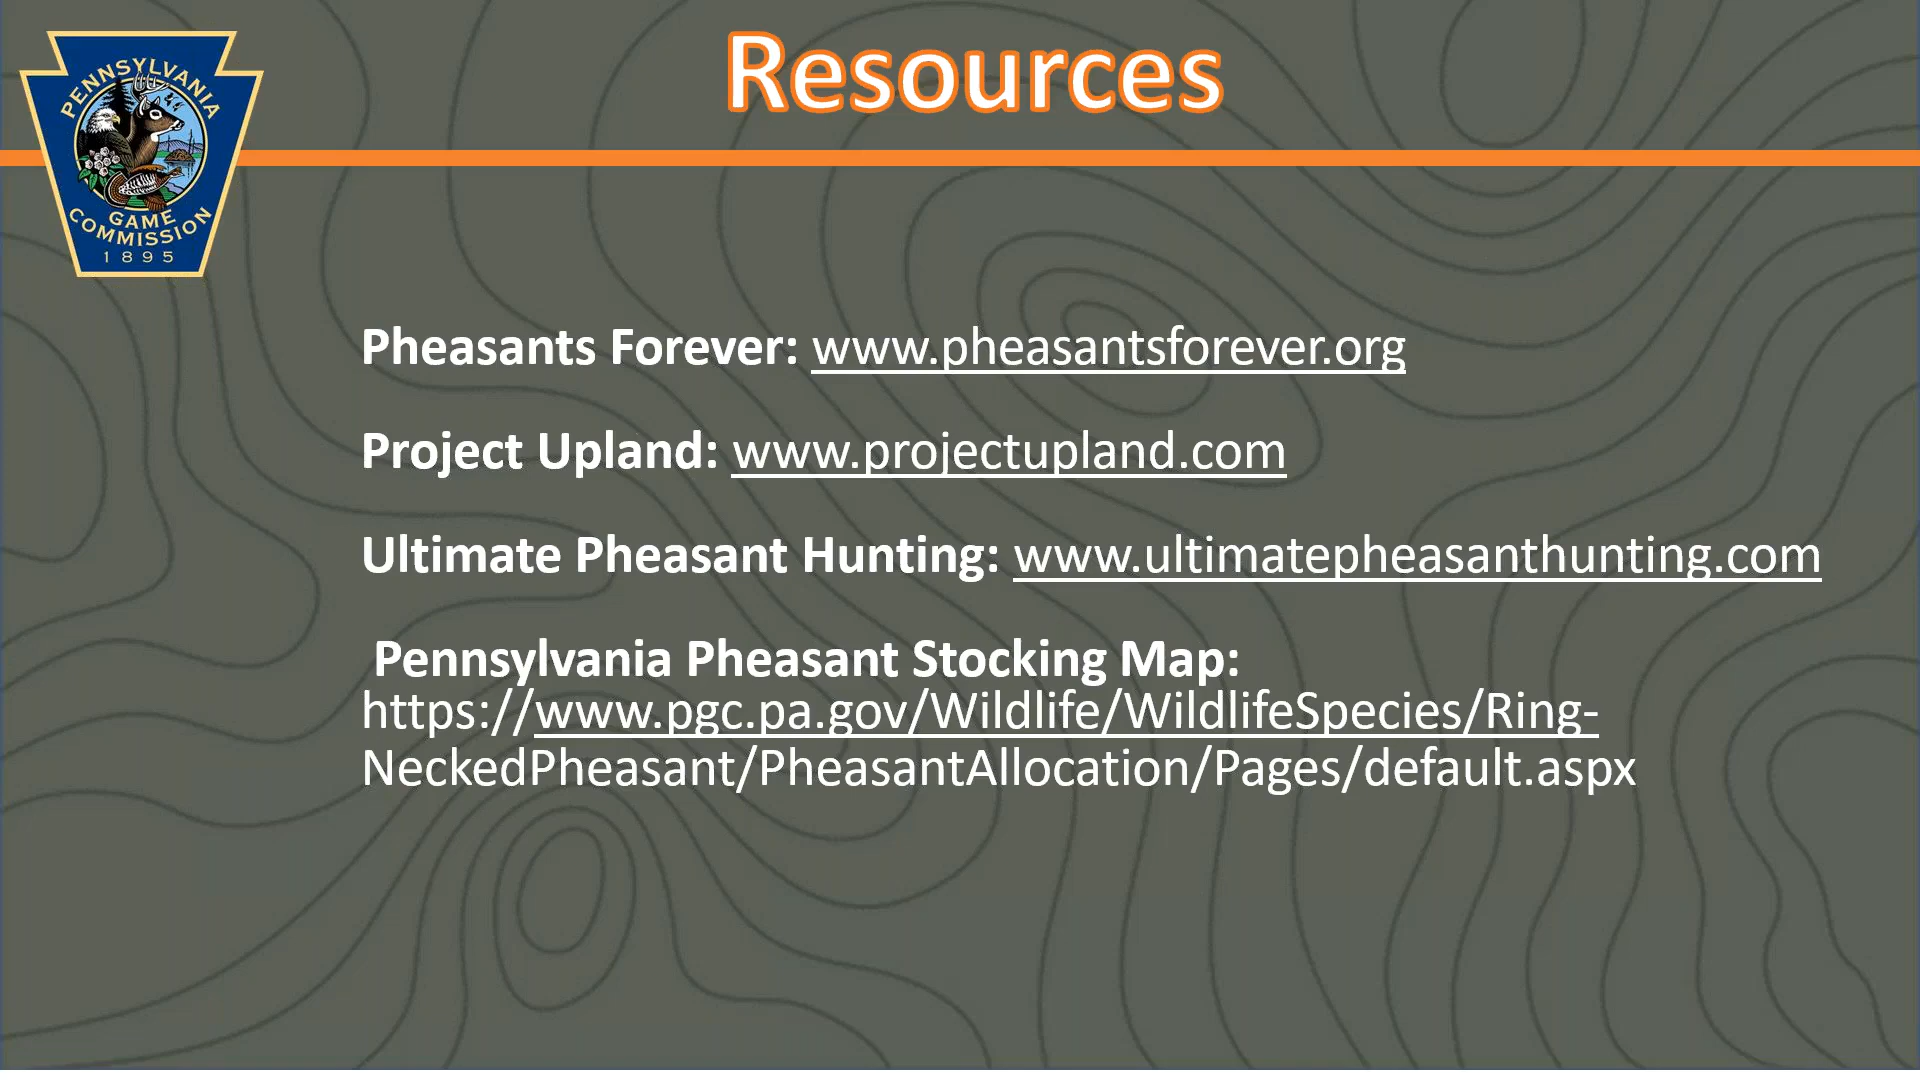 Resources
PENNSYLVANIA
GAME
COMMISSION
1895
Pheasants Forever: www.pheasantsforever.org
Project Upland: www.projectupland.com
Ultimate Pheasant Hunting: www.ultimatepheasanthunting.com
Pennsylvania Pheasant Stocking Map:
https://www.pgc.pa.gov/Wildlife/WildlifeSpecies/Ring-
NeckedPheasant/PheasantAllocation/Pages/default.aspx